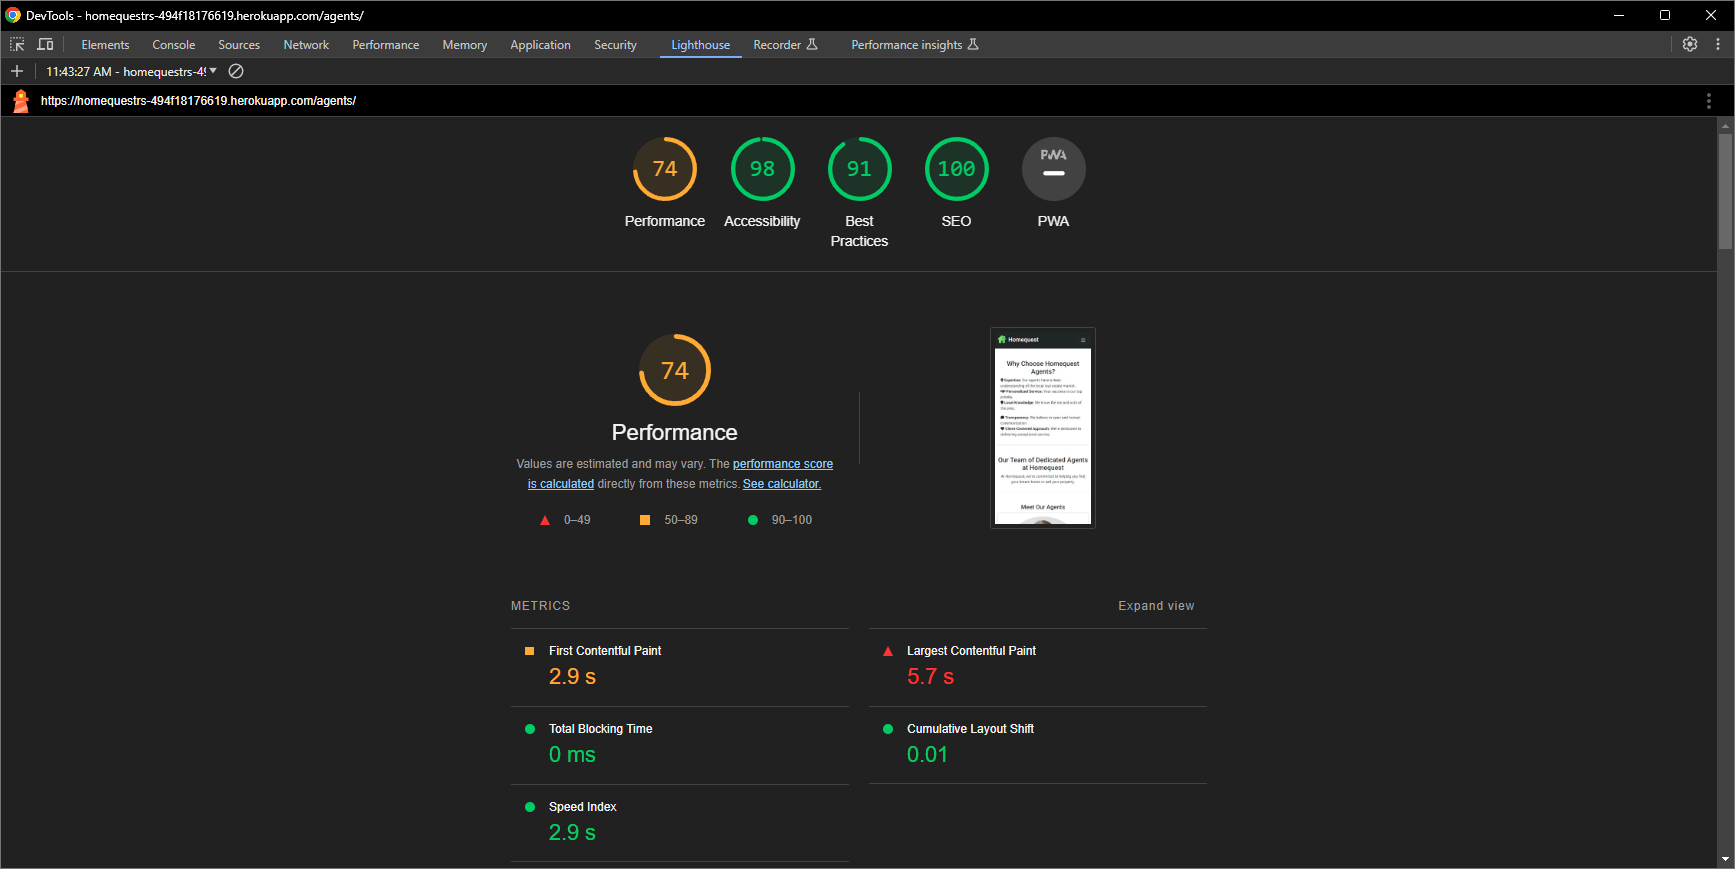 DevTools - homequestrs-494f18176619.herokuapp.com/agents/
Elements Console Sources Network Performance Memory Application Security Lighthouse Recorder Performance insights
11:43:27 AM - homequestrs-49
https://homequestrs-494f18176619.herokuapp.com/agents/
74 98 91 100 PWA
Performance Accessibility Best Practices SEO PWA
74
Homequest
Why Choose Homequest
Agents?
Our Team of Dedicated Agents
at Homequest
Meet Our Agents
Performance
Values are estimated and may vary. The performance score
is calculated directly from these metrics. See calculator.
0–49 50–89 90–100
METRICS Expand view
First Contentful Paint
2.9 s
Largest Contentful Paint
5.7 s
Total Blocking Time
0 ms
Cumulative Layout Shift
0.01
Speed Index
2.9 s